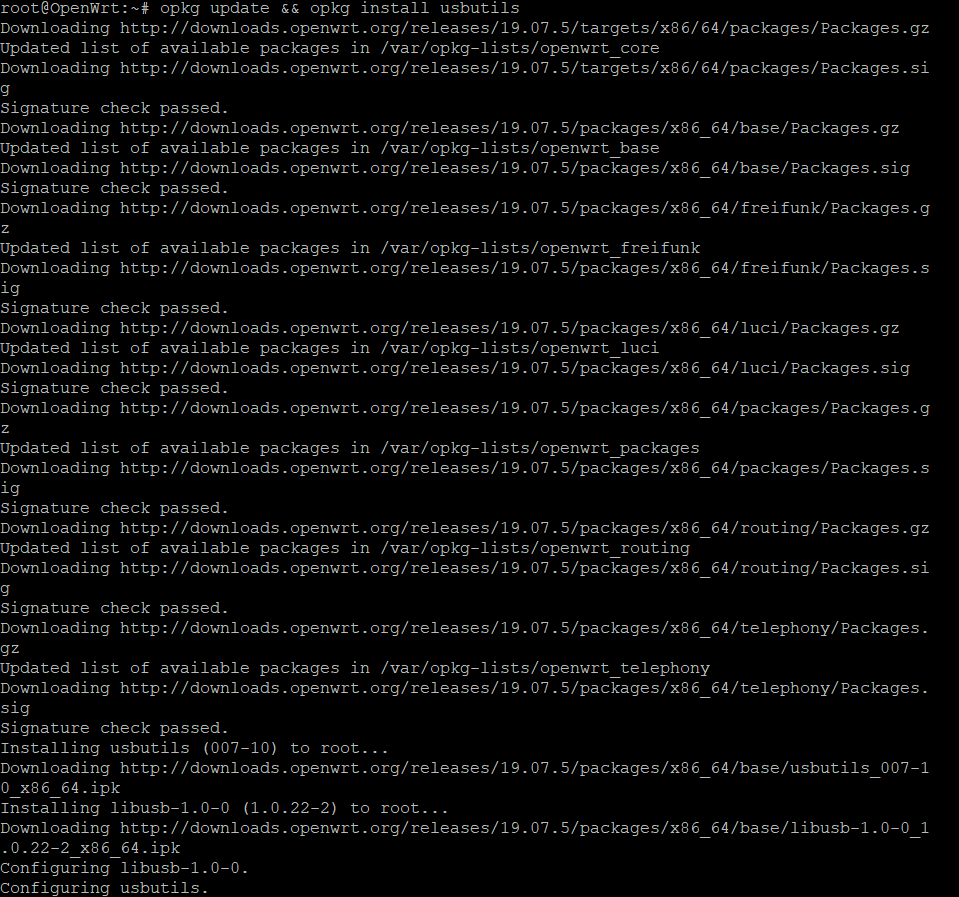 root@OpenWrt:~# opkg update && opkg install usbutils
Downloading http://downloads.openwrt.org/releases/19.07.5/targets/x86/64/packages/Packages.gz
Updated list of available packages in /var/opkg-lists/openwrt_core
Downloading http://downloads.openwrt.org/releases/19.07.5/targets/x86/64/packages/Packages.si
g
Signature check passed.
Downloading http://downloads.openwrt.org/releases/19.07.5/packages/x86_64/base/Packages.gz
Updated list of available packages in /var/opkg-lists/openwrt_base
Downloading http://downloads.openwrt.org/releases/19.07.5/packages/x86_64/base/Packages.sig
Signature check passed.
Downloading http://downloads.openwrt.org/releases/19.07.5/packages/x86_64/freifunk/Packages.g
z
Updated list of available packages in /var/opkg-lists/openwrt_freifunk
Downloading http://downloads.openwrt.org/releases/19.07.5/packages/x86_64/freifunk/Packages.s
ig
Signature check passed.
Downloading http://downloads.openwrt.org/releases/19.07.5/packages/x86_64/luci/Packages.gz
Updated list of available packages in /var/opkg-lists/openwrt_luci
Downloading http://downloads.openwrt.org/releases/19.07.5/packages/x86_64/luci/Packages.sig
Signature check passed.
Downloading http://downloads.openwrt.org/releases/19.07.5/packages/x86_64/packages/Packages.g
z
Updated list of available packages in /var/opkg-lists/openwrt_packages
Downloading http://downloads.openwrt.org/releases/19.07.5/packages/x86_64/packages/Packages.s
ig
Signature check passed.
Downloading http://downloads.openwrt.org/releases/19.07.5/packages/x86_64/routing/Packages.gz
Updated list of available packages in /var/opkg-lists/openwrt_routing
Downloading http://downloads.openwrt.org/releases/19.07.5/packages/x86_64/routing/Packages.si
g
Signature check passed.
Downloading http://downloads.openwrt.org/releases/19.07.5/packages/x86_64/telephony/Packages.
gz
Updated list of available packages in /var/opkg-lists/openwrt_telephony
Downloading http://downloads.openwrt.org/releases/19.07.5/packages/x86_64/telephony/Packages.
sig
Signature check passed.
Installing usbutils (007-10) to root...
Downloading http://downloads.openwrt.org/releases/19.07.5/packages/x86_64/base/usbutils_007-1
0_x86_64.ipk
Installing libusb-1.0-0 (1.0.22-2) to root...
Downloading http://downloads.openwrt.org/releases/19.07.5/packages/x86_64/base/libusb-1.0-0_1
.0.22-2_x86_64.ipk
Configuring libusb-1.0-0.
Configuring usbutils.